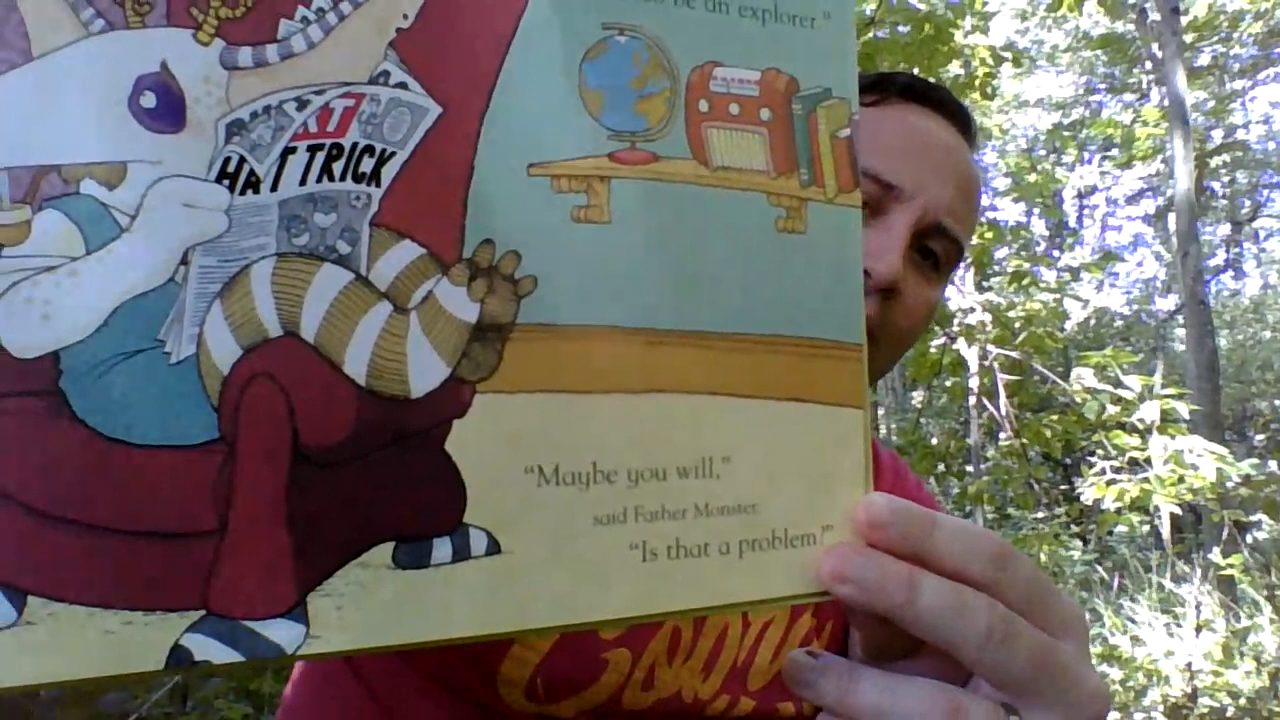 be an explorer."
HAT TRICK
"Maybe you will,"
said Father Monster.
"Is that a problem?"